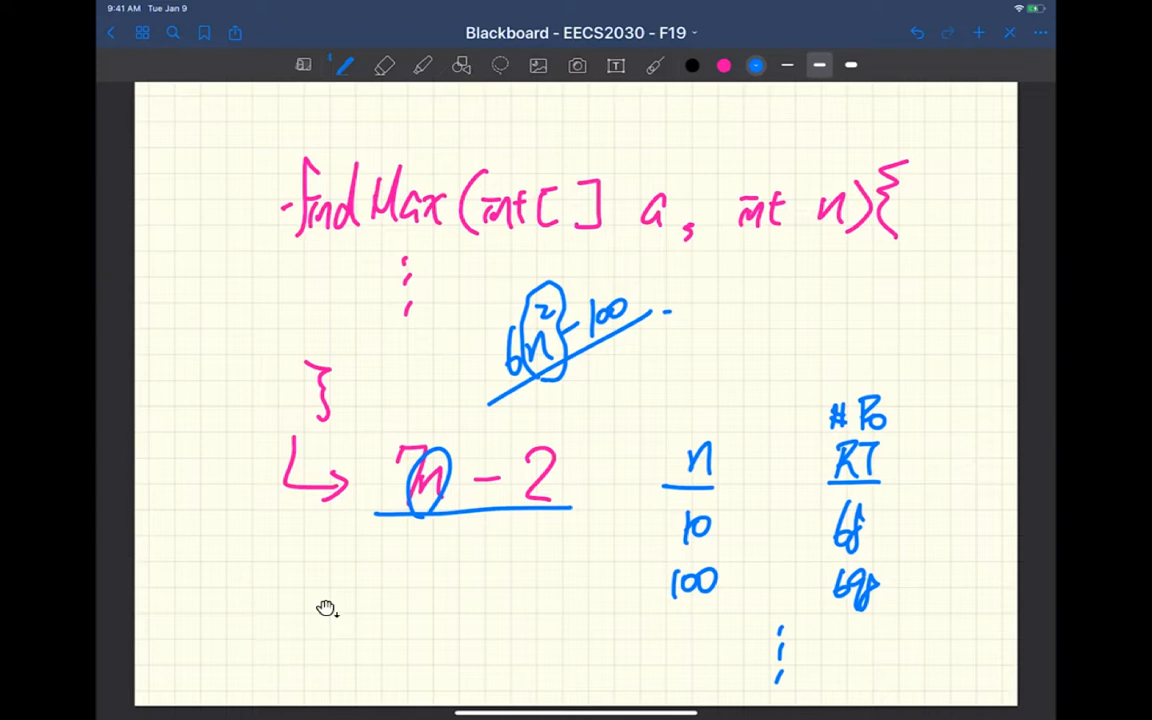 9:41 AM Tue Jan 9
Blackboard - EECS2030 - F19
findMax(int[] a, int n){
6n² - 100
}
# Po
7n - 2
n
RT
10
68
100
698